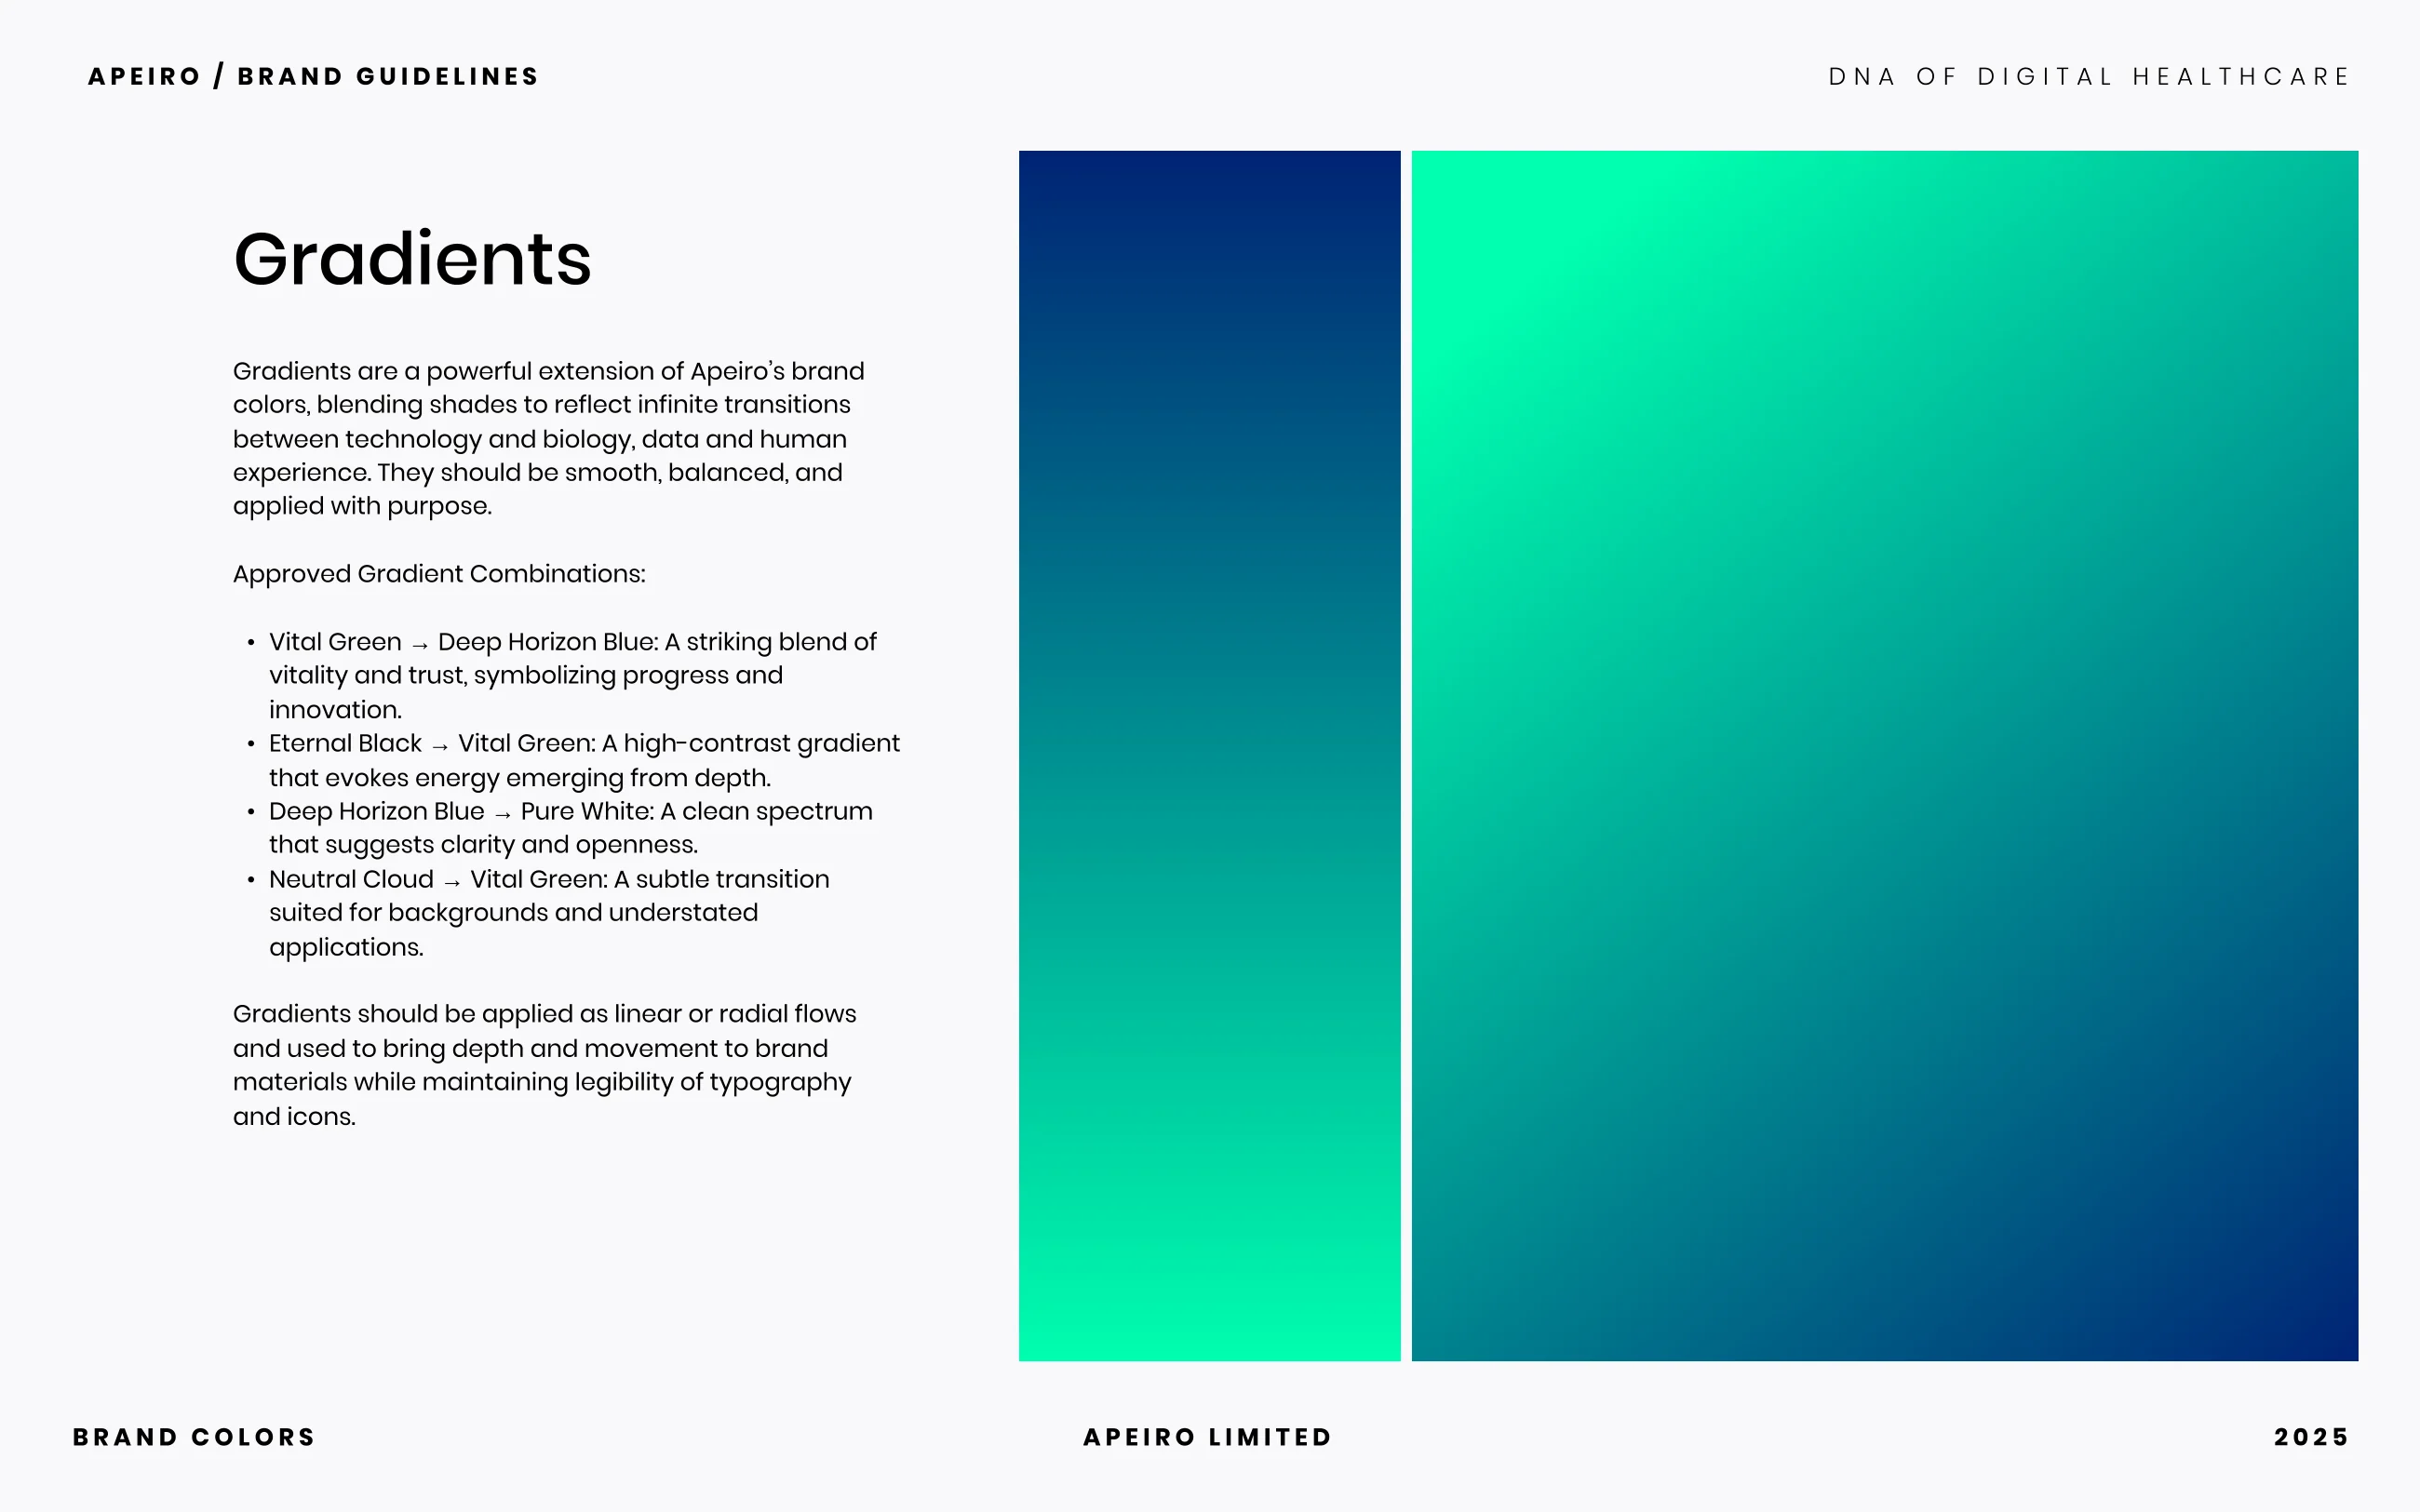 APEIRO / BRAND GUIDELINES
DNA OF DIGITAL HEALTHCARE
Gradients
Gradients are a powerful extension of Apeiro’s brand
colors, blending shades to reflect infinite transitions
between technology and biology, data and human
experience. They should be smooth, balanced, and
applied with purpose.
Approved Gradient Combinations:
• Vital Green → Deep Horizon Blue: A striking blend of
vitality and trust, symbolizing progress and
innovation.
• Eternal Black → Vital Green: A high-contrast gradient
that evokes energy emerging from depth.
• Deep Horizon Blue → Pure White: A clean spectrum
that suggests clarity and openness.
• Neutral Cloud → Vital Green: A subtle transition
suited for backgrounds and understated
applications.
Gradients should be applied as linear or radial flows
and used to bring depth and movement to brand
materials while maintaining legibility of typography
and icons.
BRAND COLORS
APEIRO LIMITED
2025